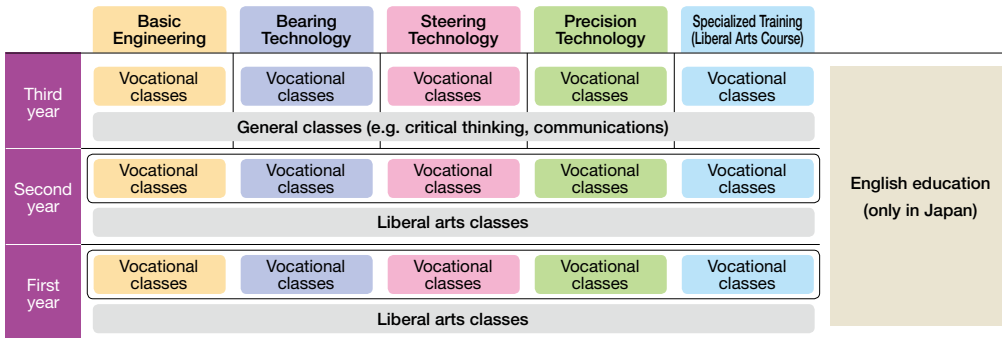 Basic
Engineering
Bearing
Technology
Steering
Technology
Precision
Technology
Specialized Training
(Liberal Arts Course)
Third
year
Vocational
classes
Vocational
classes
Vocational
classes
Vocational
classes
Vocational
classes
General classes (e.g. critical thinking, communications)
Second
year
Vocational
classes
Vocational
classes
Vocational
classes
Vocational
classes
Vocational
classes
Liberal arts classes
First
year
Vocational
classes
Vocational
classes
Vocational
classes
Vocational
classes
Vocational
classes
Liberal arts classes
English education
(only in Japan)